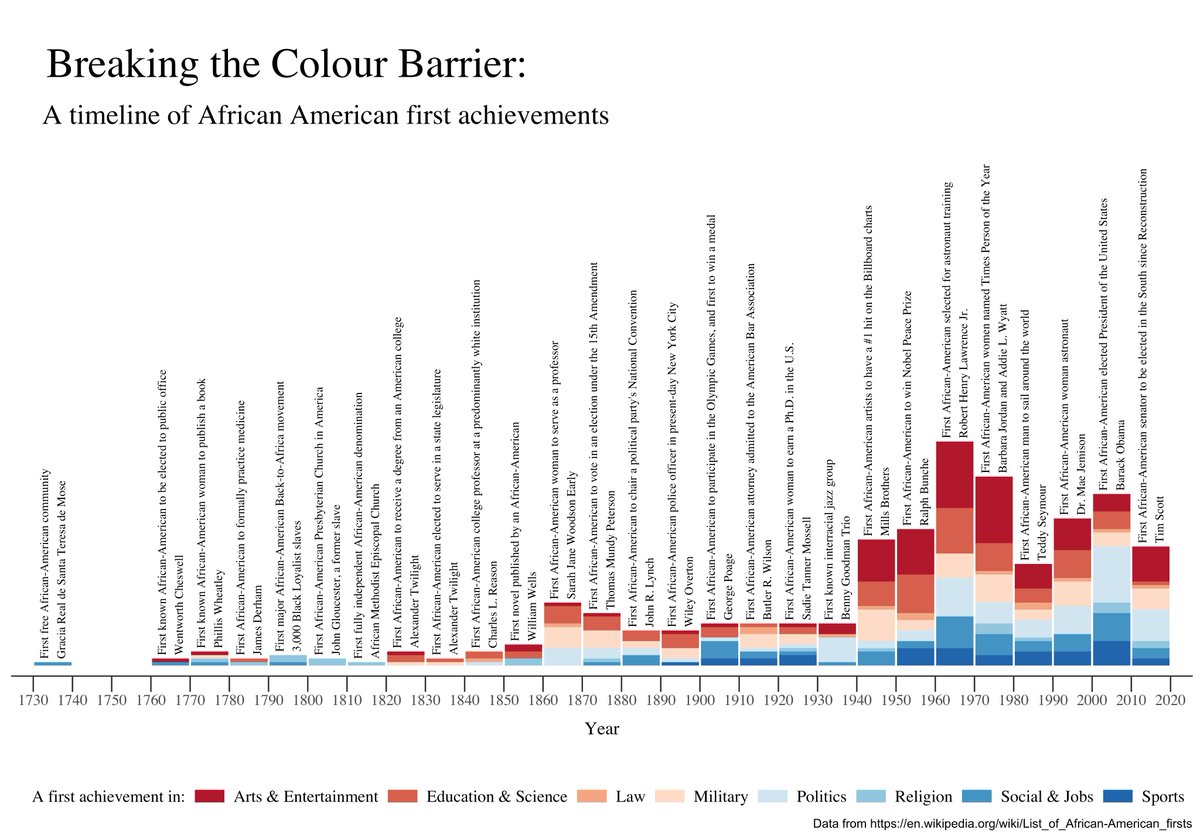 Breaking the Colour Barrier:
A timeline of African American first achievements
First free African-American community
Gracia Real de Santa Teresa de Mose
First known African-American to be elected to public office
Wentworth Cheswell
First known African-American woman to publish a book
Phillis Wheatley
First African-American to formally practice medicine
James Derham
First major African-American Back-to-Africa movement
3,000 Black Loyalist slaves
First African-American Presbyterian Church in America
John Gloucester, a former slave
First fully independent African-American denomination
African Methodist Episcopal Church
First African-American to receive a degree from an American college
Alexander Twilight
First African-American elected to serve in a state legislature
Alexander Twilight
First African-American college professor at a predominantly white institution
Charles L. Reason
First novel published by an African-American
William Wells
First African-American woman to serve as a professor
Sarah Jane Woodson Early
First African-American to vote in an election under the 15th Amendment
Thomas Mundy Peterson
First African-American to chair a political party's National Convention
John R. Lynch
First African-American police officer in present-day New York City
Wiley Overton
First African-American to participate in the Olympic Games, and first to win a medal
George Poage
First African-American attorney admitted to the American Bar Association
Butler R. Wilson
First African-American woman to earn a Ph.D. in the U.S.
Sadie Tanner Mossell
First known interracial jazz group
Benny Goodman Trio
First African-American artists to have a #1 hit on the Billboard charts
Mills Brothers
First African-American to win Nobel Peace Prize
Ralph Bunche
First African-American selected for astronaut training
Robert Henry Lawrence Jr.
First African-American women named Times Person of the Year
Barbara Jordan and Addie L. Wyatt
First African-American man to sail around the world
Teddy Seymour
First African-American woman astronaut
Dr. Mae Jemison
First African-American elected President of the United States
Barack Obama
First African-American senator to be elected in the South since Reconstruction
Tim Scott
1730 1740 1750 1760 1770 1780 1790 1800 1810 1820 1830 1840 1850 1860 1870 1880 1890 1900 1910 1920 1930 1940 1950 1960 1970 1980 1990 2000 2010 2020
Year
A first achievement in: Arts & Entertainment Education & Science Law Military Politics Religion Social & Jobs Sports
Data from https://en.wikipedia.org/wiki/List_of_African-American_firsts